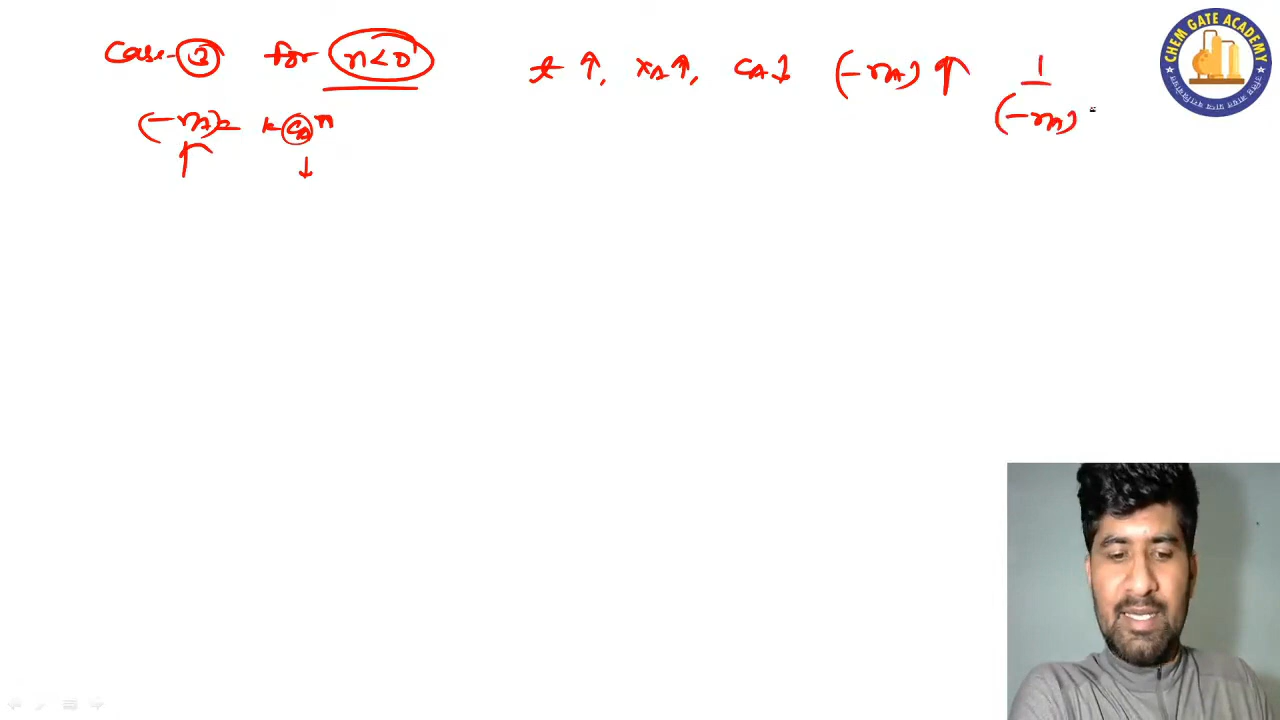 Case-③ for n<0
(-rA) = k CA^n
t ↑, XA ↑, CA ↓ (-rA) ↑ 1/(-rA)
CHEM GATE ACADEMY